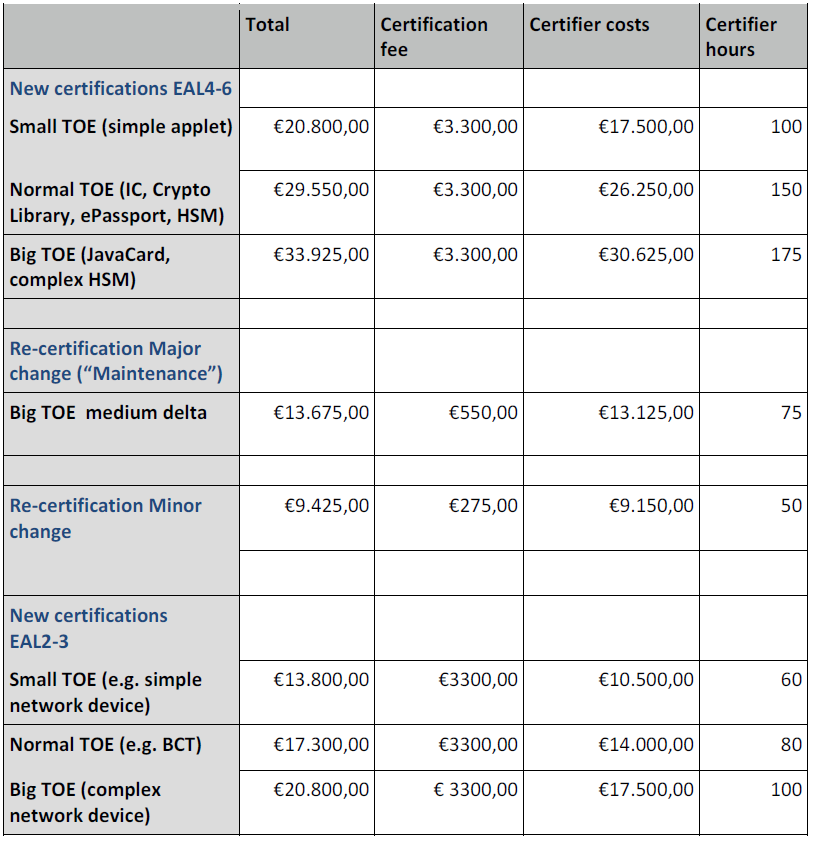 Total Certification fee Certifier costs Certifier hours
New certifications EAL4-6
Small TOE (simple applet) €20.800,00 €3.300,00 €17.500,00 100
Normal TOE (IC, Crypto Library, ePassport, HSM) €29.550,00 €3.300,00 €26.250,00 150
Big TOE (JavaCard, complex HSM) €33.925,00 €3.300,00 €30.625,00 175
Re-certification Major change (“Maintenance”)
Big TOE medium delta €13.675,00 €550,00 €13.125,00 75
Re-certification Minor change €9.425,00 €275,00 €9.150,00 50
New certifications EAL2-3
Small TOE (e.g. simple network device) €13.800,00 €3300,00 €10.500,00 60
Normal TOE (e.g. BCT) €17.300,00 €3300,00 €14.000,00 80
Big TOE (complex network device) €20.800,00 € 3300,00 €17.500,00 100